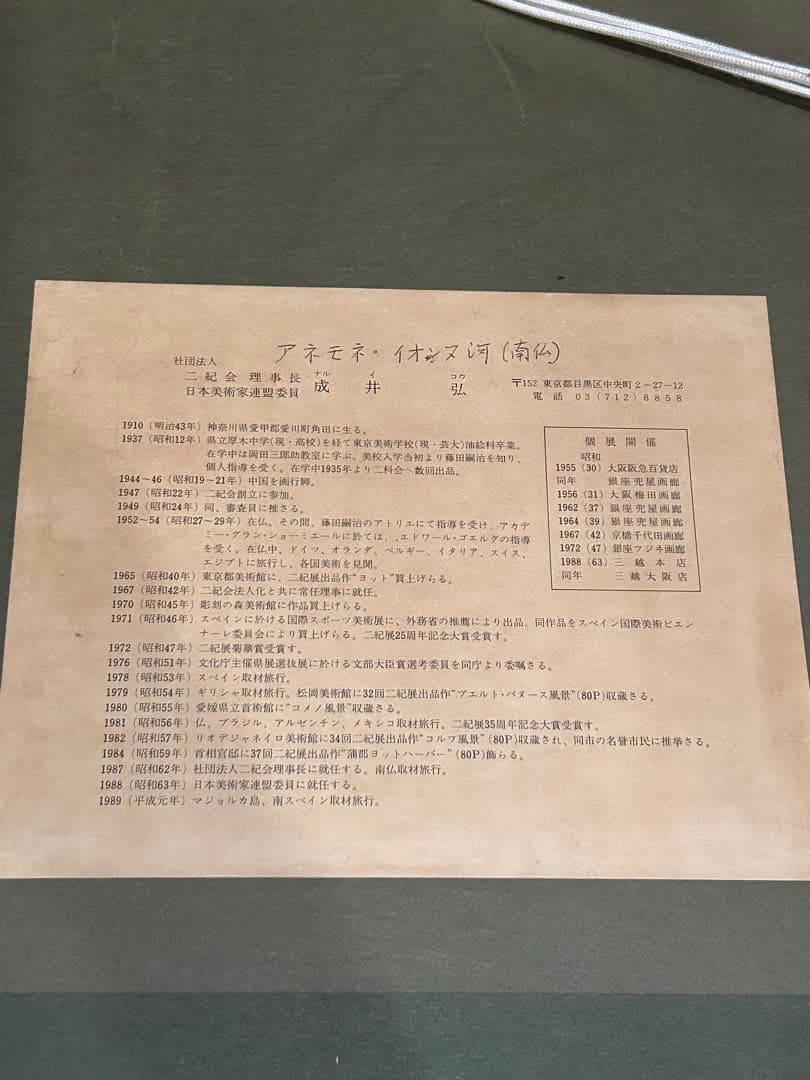 アネモネ・イオンヌ河(南仏)
社団法人
二紀会理事長
日本美術家連盟委員
ナル イ コウ
成井 弘
〒152 東京都目黒区中央町2-27-12
電話 03(712)8858
1910(明治43年)神奈川県愛甲郡愛川町角田に生る。
1937(昭和12年)県立厚木中学(現・高校)を経て東京美術学校(現・芸大)油絵科卒業。
在学中は岡田三郎助教室に学ぶ。美校入学当初より藤田嗣治を知り、
個人指導を受く。在学中1935年より二科会へ数回出品。
1944~46(昭和19~21年)中国を画行脚。
1947(昭和22年)二紀会創立に参加。
1949(昭和24年)同、審査員に推さる。
1952~54(昭和27~29年)在仏。その間、藤田嗣治のアトリエにて指導を受け、アカデ
ミー・グラン・ショーミエールに於ては、、エドワール・ゴエルグの指導
を受く。在仏中、ドイツ、オランダ、ベルギー、イタリア、スイス、
エジプトに旅行し、各国美術を見聞。
1965(昭和40年)東京都美術館に、二紀展出品作“ヨット”買上げらる。
1967(昭和42年)二紀会法人化と共に常任理事に就任。
1970(昭和45年)彫刻の森美術館に作品買上げらる。
1971(昭和46年)スペインに於ける国際スポーツ美術展に、外務省の推薦により出品、同作品をスペイン国際美術ビエン
ナーレ委員会により買上げらる。二紀展25周年記念大賞受賞す。
1972(昭和47年)二紀展菊華賞受賞す。
1976(昭和51年)文化庁主催県展選抜展に於ける文部大臣賞選考委員を同庁より委嘱さる。
1978(昭和53年)スペイン取材旅行。
1979(昭和54年)ギリシャ取材旅行。松岡美術館に32回二紀展出品作“プエルト・バヌース風景”(80P)収蔵さる。
1980(昭和55年)愛媛県立首術館に“コメノ風景”収蔵さる。
1981(昭和56年)仏。ブラジル、アルゼンチン、メキシコ取材旅行。二紀展35周年記念大賞受賞す。
1982(昭和57年)リオデジャネイロ美術館に34回二紀展出品作“コルフ風景”(80P)収蔵され、同市の名誉市民に推挙さる。
1984(昭和59年)首相官邸に37回二紀展出品作“蒲郡ヨットハーバー”(80P)飾らる。
1987(昭和62年)社団法人二紀会理事長に就任する。南仏取材旅行。
1988(昭和63年)日本美術家連盟委員に就任する。
1989(平成元年)マジョルカ島、南スペイン取材旅行。
個展開催
昭和
1955(30)大阪阪急百貨店
同年 銀座兜屋画廊
1956(31)大阪梅田画廊
1962(37)銀座兜屋画廊
1964(39)銀座兜屋画廊
1967(42)京橋千代田画廊
1972(47)銀座フジヰ画廊
1988(63)三越本店
同年 三越大阪店